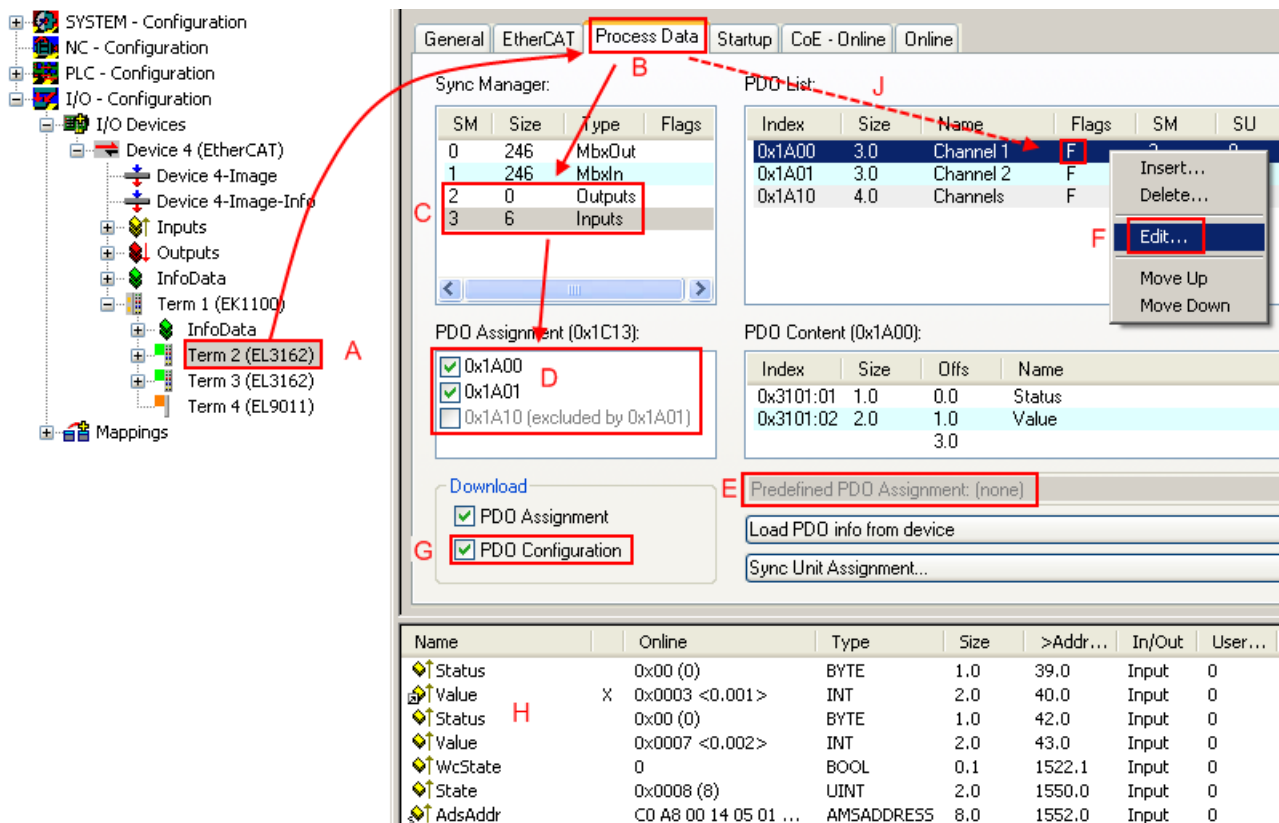 SYSTEM - Configuration
NC - Configuration
PLC - Configuration
I/O - Configuration
I/O Devices
Device 4 (EtherCAT)
Device 4-Image
Device 4-Image-Info
Inputs
Outputs
InfoData
Term 1 (EK1100)
InfoData
Term 2 (EL3162) A
Term 3 (EL3162)
Term 4 (EL9011)
Mappings
General EtherCAT Process Data Startup CoE - Online Online
B
J
Sync Manager:
SM Size Type Flags
0 246 MbxOut
1 246 MbxIn
2 0 Outputs
3 6 Inputs
C
PDO List:
Index Size Name Flags SM SU
0x1A00 3.0 Channel 1 F 3 0
0x1A01 3.0 Channel 2 F
0x1A10 4.0 Channels F
Insert...
Delete...
F Edit...
Move Up
Move Down
PDO Assignment (0x1C13):
0x1A00
0x1A01
0x1A10 (excluded by 0x1A01)
D
PDO Content (0x1A00):
Index Size Offs Name
0x3101:01 1.0 0.0 Status
0x3101:02 2.0 1.0 Value
3.0
Download
PDO Assignment
G PDO Configuration
E Predefined PDO Assignment: (none)
Load PDO info from device
Sync Unit Assignment...
Name Online Type Size >Addr... In/Out User...
Status 0x00 (0) BYTE 1.0 39.0 Input 0
Value X 0x0003 <0.001> INT 2.0 40.0 Input 0
Status 0x00 (0) BYTE 1.0 42.0 Input 0
H
Value 0x0007 <0.002> INT 2.0 43.0 Input 0
WcState 0 BOOL 0.1 1522.1 Input 0
State 0x0008 (8) UINT 2.0 1550.0 Input 0
AdsAddr C0 A8 00 14 05 01 ... AMSADDRESS 8.0 1552.0 Input 0